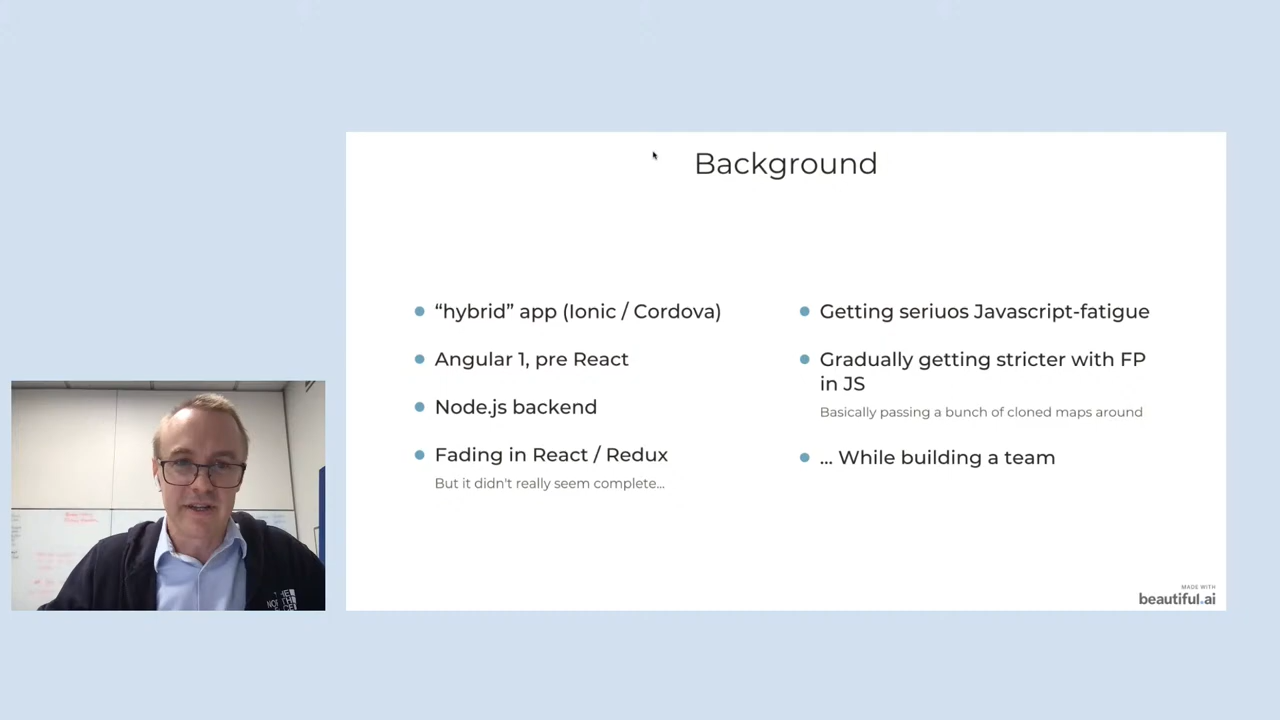 Background
“hybrid” app (Ionic / Cordova)
Angular 1, pre React
Node.js backend
Fading in React / Redux
But it didn't really seem complete...
Getting seriuos Javascript-fatigue
Gradually getting stricter with FP
in JS
Basically passing a bunch of cloned maps around
... While building a team
MADE WITH
beautiful.ai